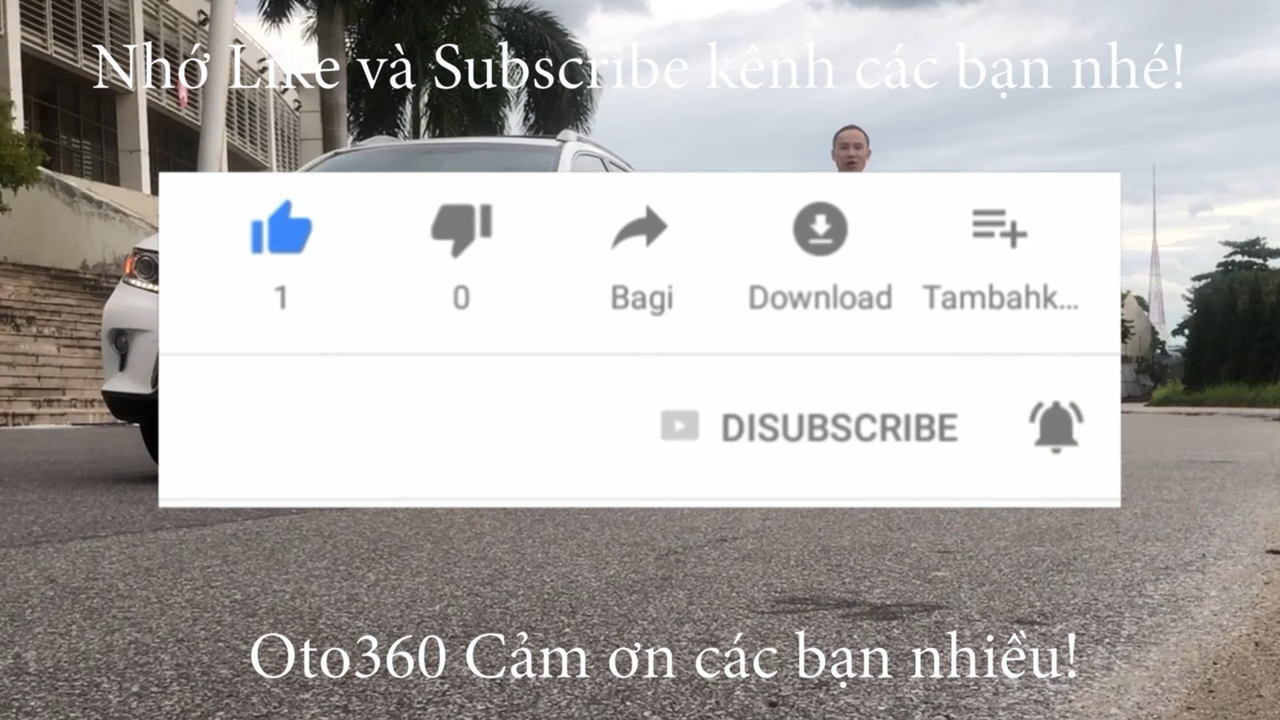 Nhớ Like và Subscribe kênh các bạn nhé!
1 0 Bagi Download Tambahk...
DISUBSCRIBE
Oto360 Cảm ơn các bạn nhiều!